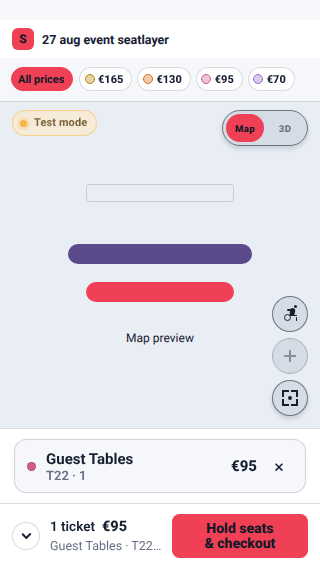 S 27 aug event seatlayer
All prices €165 €130 €95 €70
Test mode
Map 3D
Map preview
Guest Tables €95 ×
T22 · 1
1 ticket €95
Guest Tables · T22...
Hold seats
& checkout